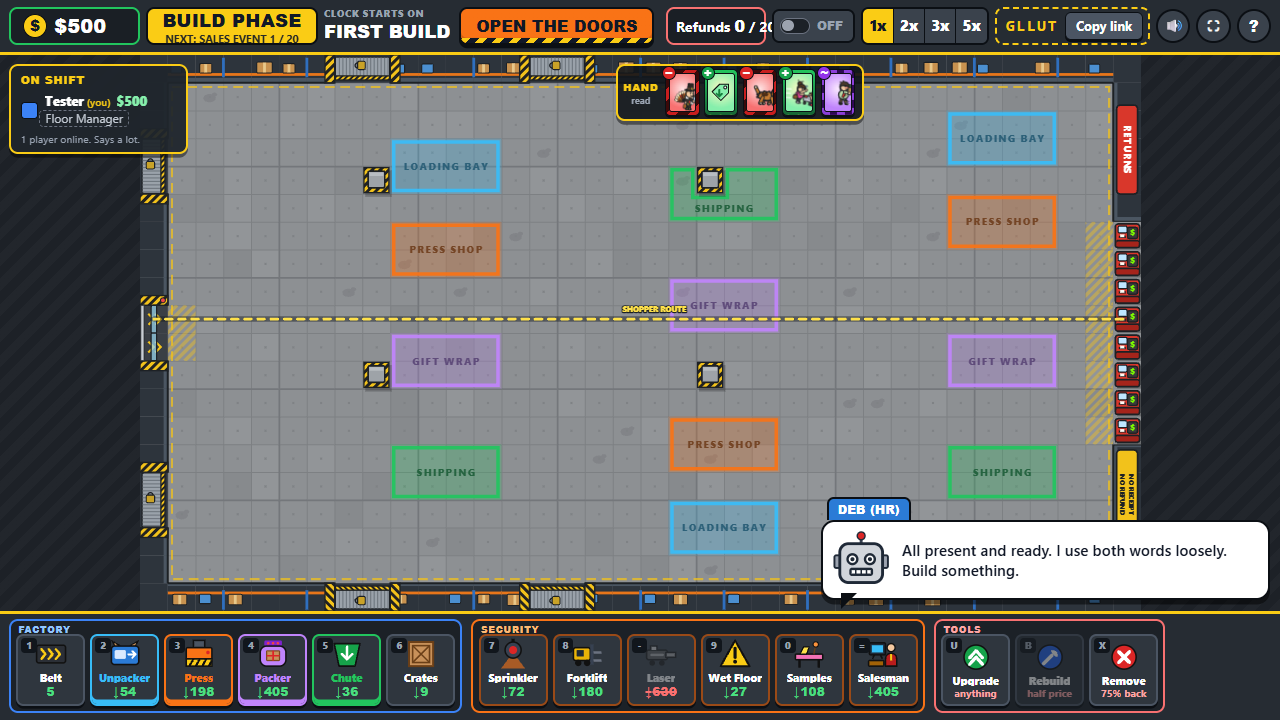 $500
BUILD PHASE
NEXT: SALES EVENT 1 / 20
CLOCK STARTS ON
FIRST BUILD
OPEN THE DOORS
Refunds 0 / 20
OFF
1x 2x 3x 5x
GLLUT
Copy link
?
ON SHIFT
Tester (you) $500
Floor Manager
1 player online. Says a lot.
HAND
read
LOADING BAY
LOADING BAY
RETURNS
SHIPPING
PRESS SHOP
PRESS SHOP
GIFT WRAP
SHOPPER ROUTE
GIFT WRAP
GIFT WRAP
PRESS SHOP
SHIPPING
SHIPPING
NO RECEIPT
NO REFUND
LOADING BAY
DEB (HR)
All present and ready. I use both words loosely.
Build something.
FACTORY
1 Belt 5
2 Unpacker ↓54
3 Press ↓198
4 Packer ↓405
5 Chute ↓36
6 Crates ↓9
SECURITY
7 Sprinkler ↓72
8 Forklift ↓180
- Laser ↓630
9 Wet Floor ↓27
0 Samples ↓108
= Salesman ↓405
TOOLS
U Upgrade anything
B Rebuild half price
X Remove 75% back